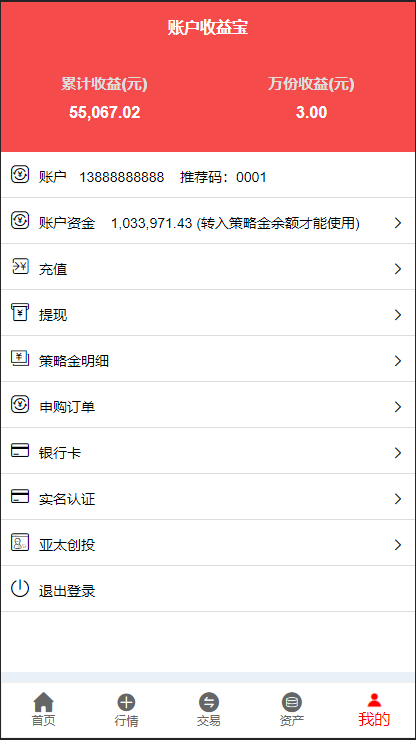 账户收益宝
累计收益(元) 万份收益(元)
55,067.02 3.00
账户 13888888888 推荐码：0001
账户资金 1,033,971.43 (转入策略金余额才能使用)
充值
提现
策略金明细
申购订单
银行卡
实名认证
亚太创投
退出登录
首页 行情 交易 资产 我的